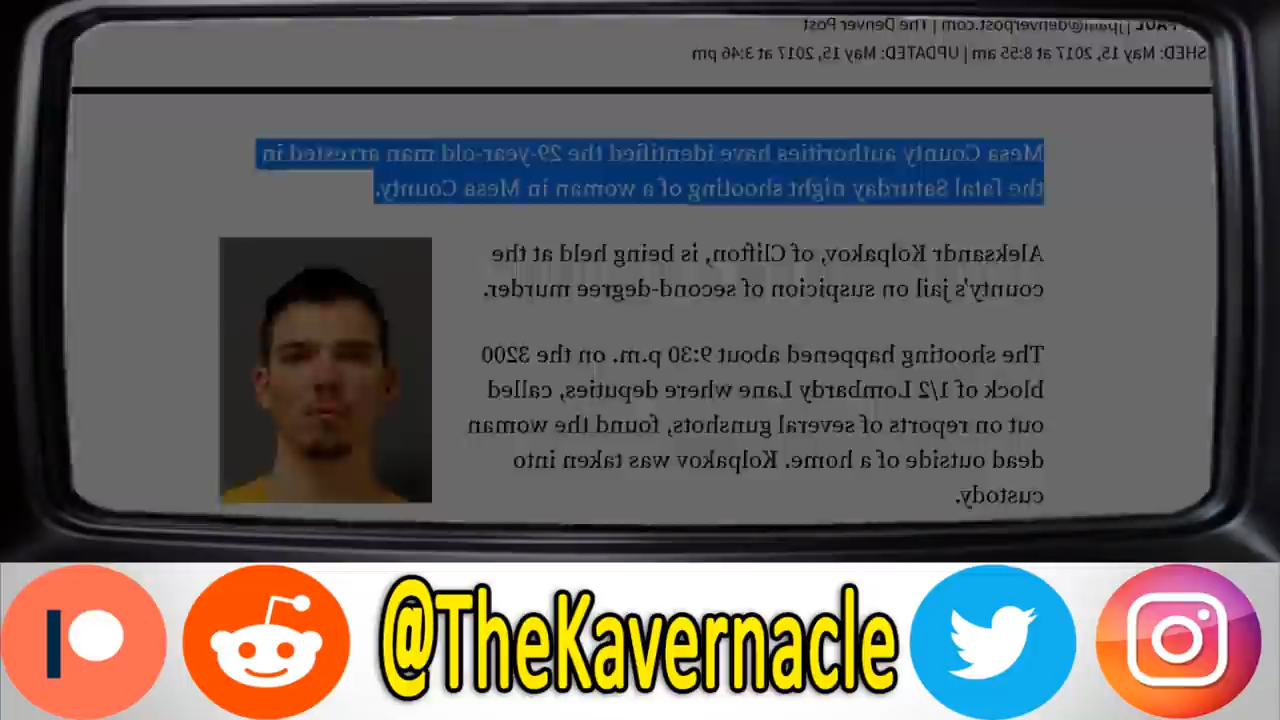 PAUL | jpaul@denverpost.com | The Denver Post
SHED: May 15, 2017 at 8:55 am | UPDATED: May 15, 2017 at 3:46 pm
Mesa County authorities have identified the 29-year-old man arrested in
the fatal Saturday night shooting of a woman in Mesa County.
Aleksandr Kolpakov, of Clifton, is being held at the
county's jail on suspicion of second-degree murder.
The shooting happened about 9:30 p.m. on the 3200
block of 1/2 Lombardy Lane where deputies, called
out on reports of several gunshots, found the woman
dead outside of a home. Kolpakov was taken into
custody.
@TheKavernacle